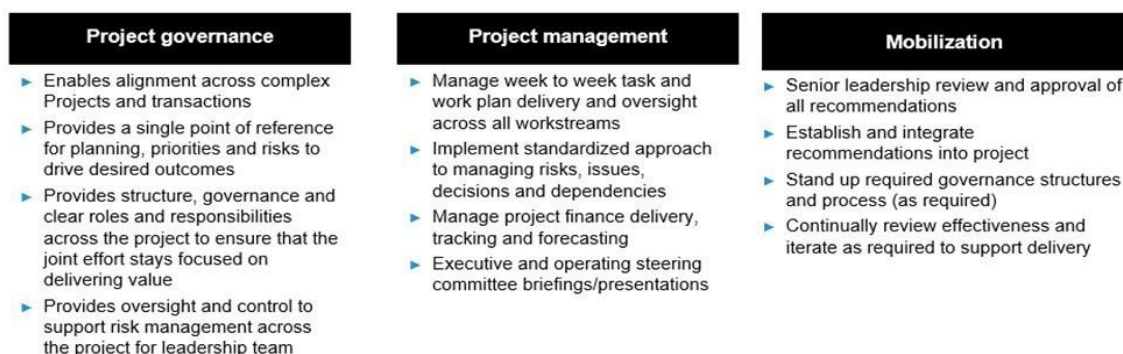 Project governance
► Enables alignment across complex
Projects and transactions
► Provides a single point of reference
for planning, priorities and risks to
drive desired outcomes
► Provides structure, governance and
clear roles and responsibilities
across the project to ensure that the
joint effort stays focused on
delivering value
► Provides oversight and control to
support risk management across
the project for leadership team
Project management
► Manage week to week task and
work plan delivery and oversight
across all workstreams
► Implement standardized approach
to managing risks, issues,
decisions and dependencies
► Manage project finance delivery,
tracking and forecasting
► Executive and operating steering
committee briefings/presentations
Mobilization
► Senior leadership review and approval of
all recommendations
► Establish and integrate
recommendations into project
► Stand up required governance structures
and process (as required)
► Continually review effectiveness and
iterate as required to support delivery